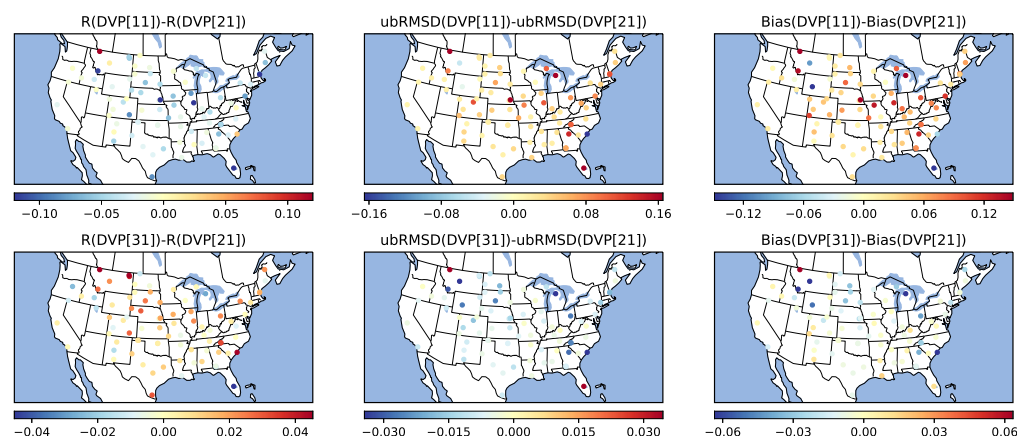 R(DVP[11])-R(DVP[21])
ubRMSD(DVP[11])-ubRMSD(DVP[21])
Bias(DVP[11])-Bias(DVP[21])
−0.10 −0.05 0.00 0.05 0.10
−0.16 −0.08 0.00 0.08 0.16
−0.12 −0.06 0.00 0.06 0.12
R(DVP[31])-R(DVP[21])
ubRMSD(DVP[31])-ubRMSD(DVP[21])
Bias(DVP[31])-Bias(DVP[21])
−0.04 −0.02 0.00 0.02 0.04
−0.030 −0.015 0.000 0.015 0.030
−0.06 −0.03 0.00 0.03 0.06